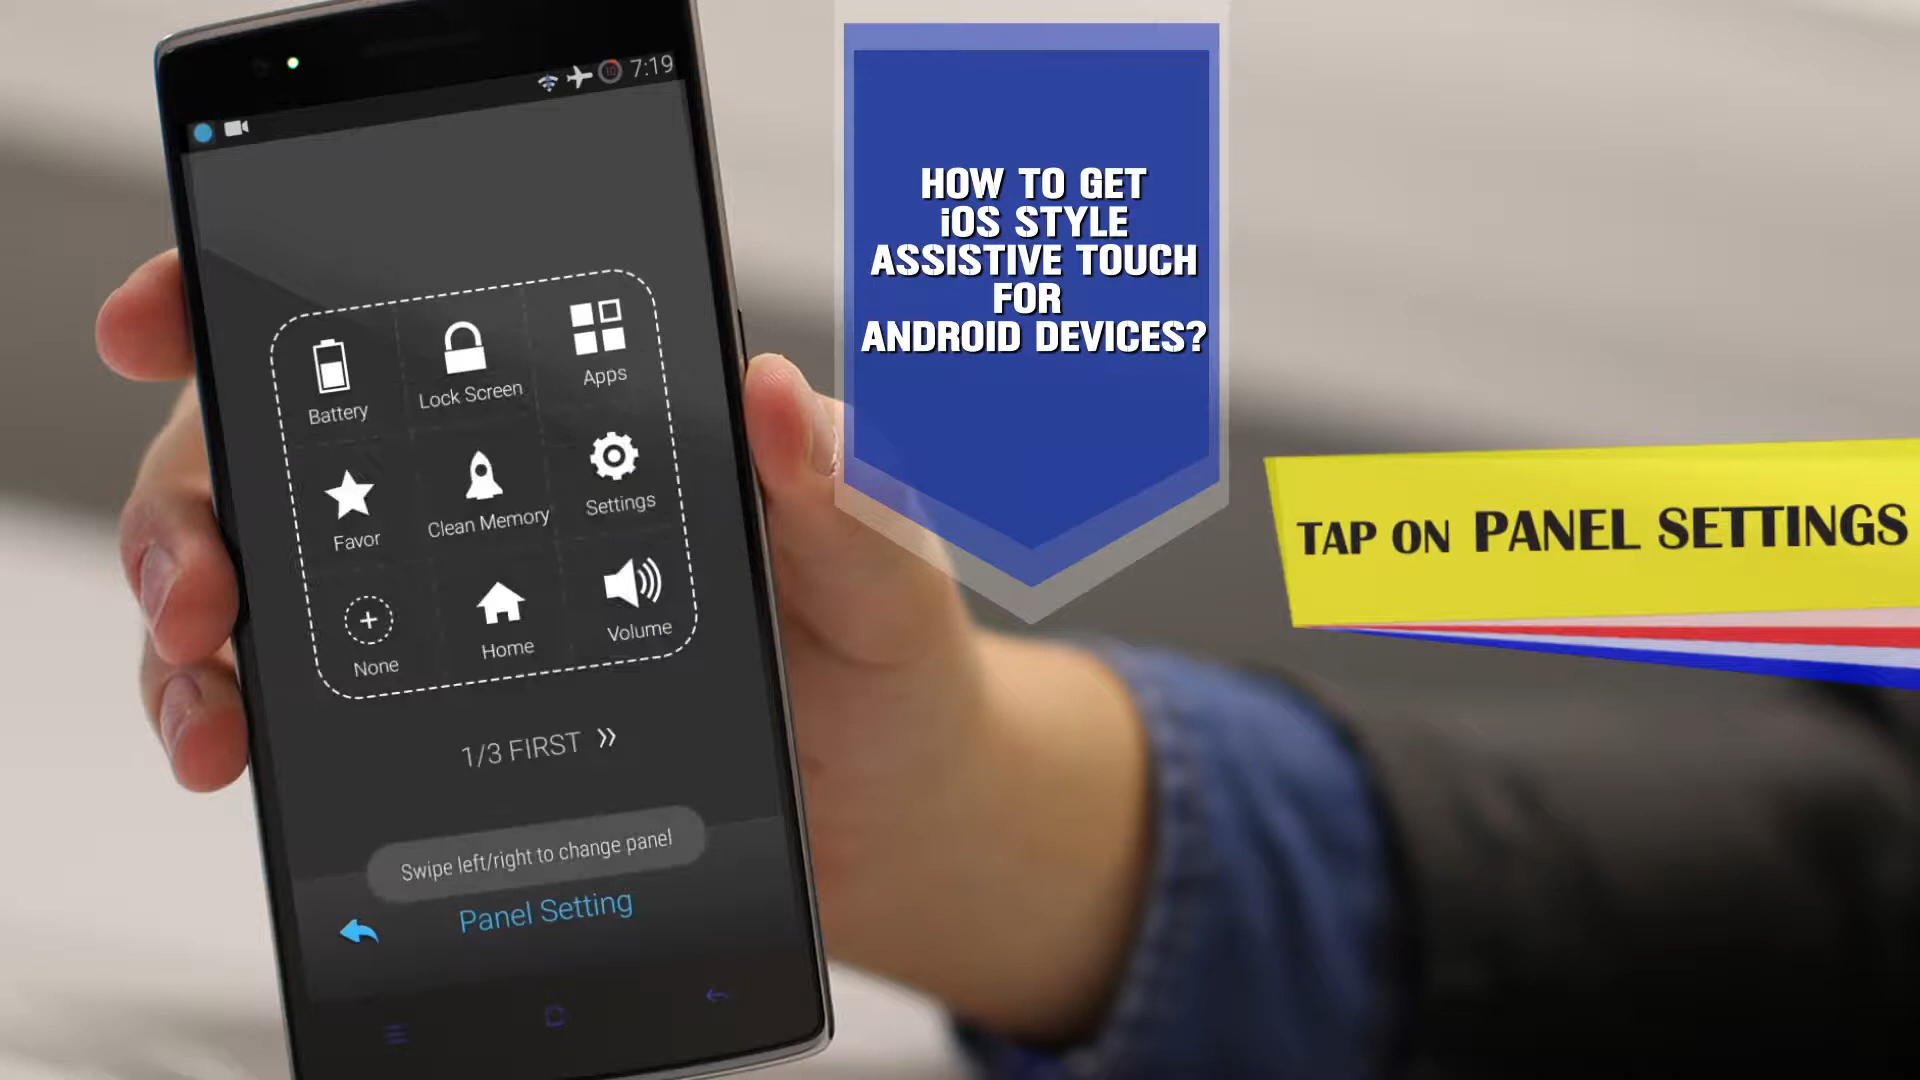 7:19
HOW TO GET
iOS STYLE
ASSISTIVE TOUCH
FOR
ANDROID DEVICES?
Battery
Lock Screen
Apps
Favor
Clean Memory
Settings
None
Home
Volume
TAP ON PANEL SETTINGS
1/3 FIRST »
Swipe left/right to change panel
Panel Setting